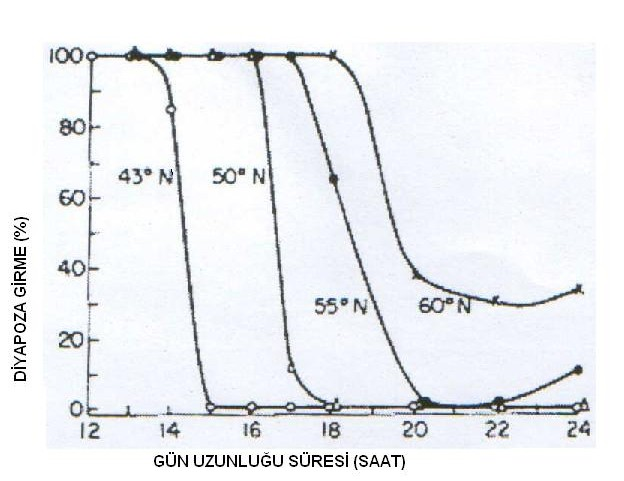 100
80
60
40
20
0
43° N
50° N
55° N
60° N
12 14 16 18 20 22 24
DİYAPOZA GİRME (%)
GÜN UZUNLUĞU SÜRESİ (SAAT)